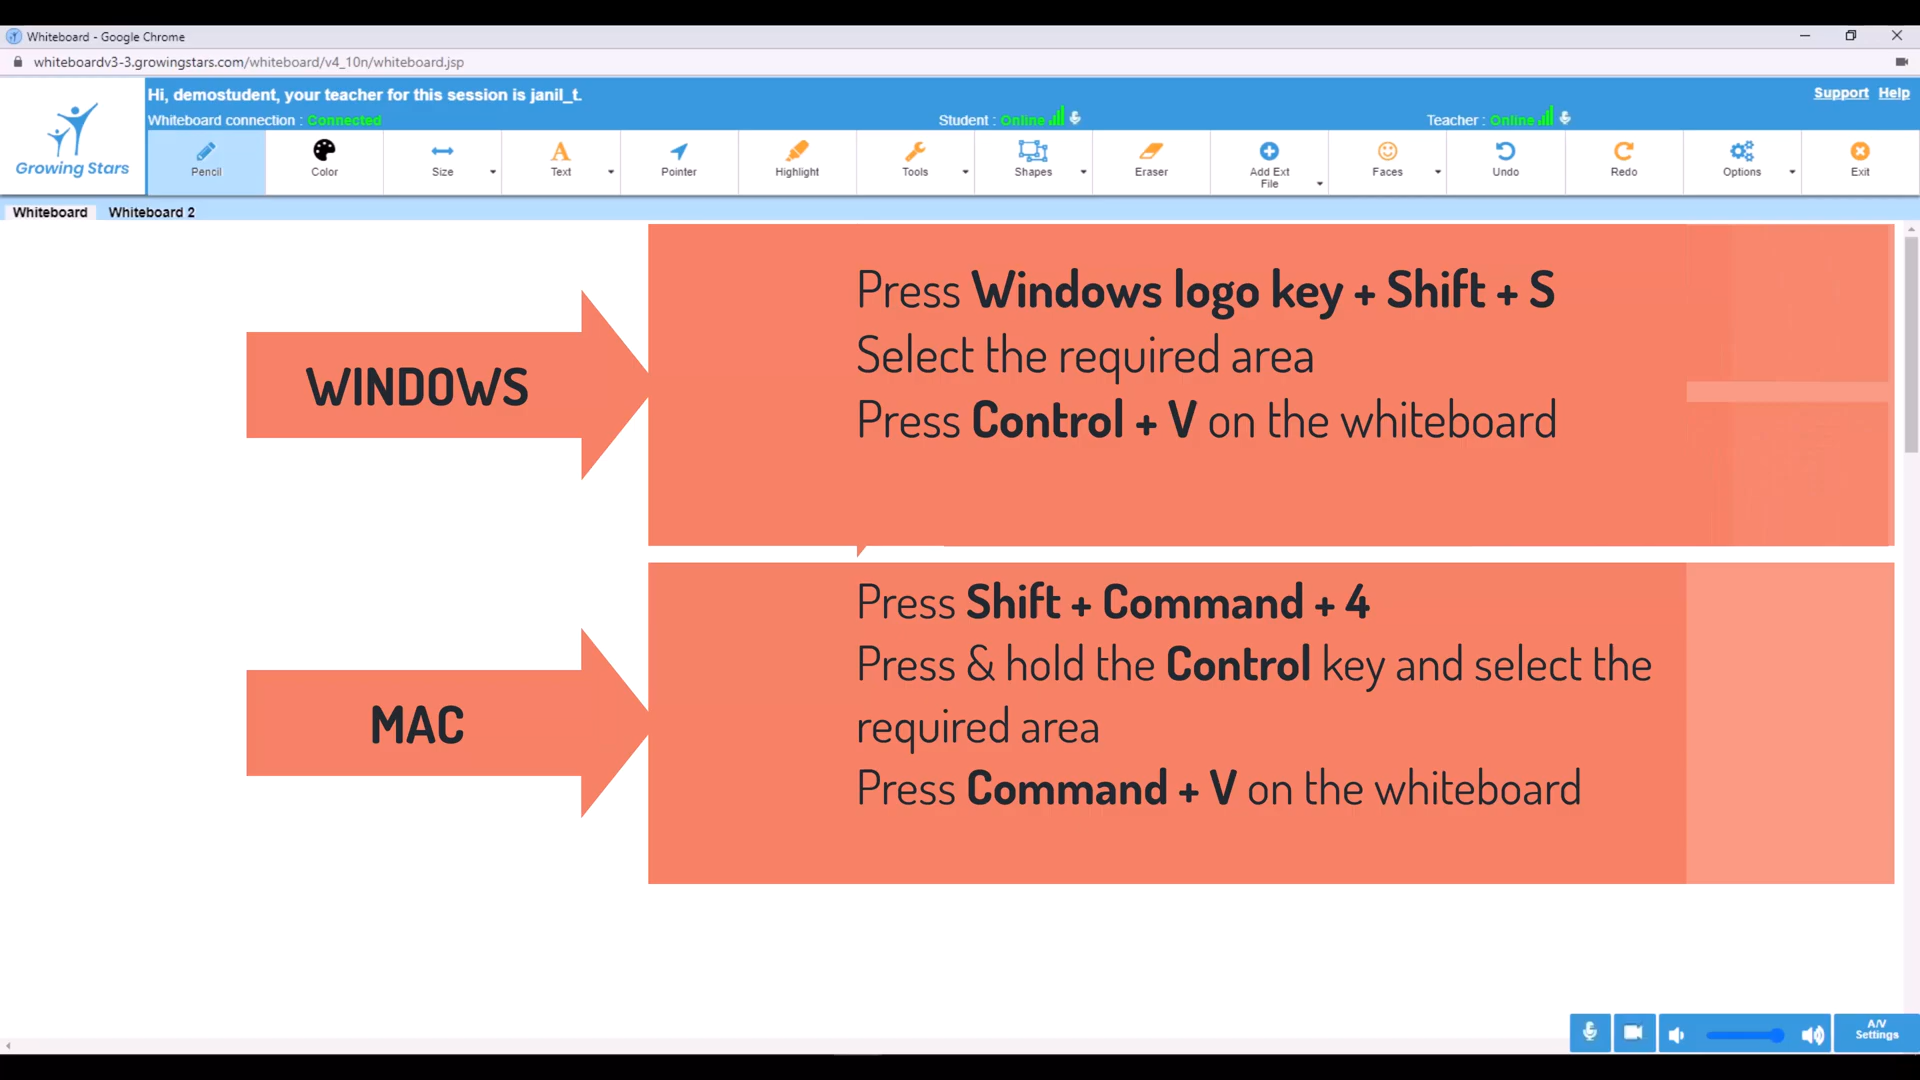 Whiteboard - Google Chrome
whiteboardv3-3.growingstars.com/whiteboard/v4_10n/whiteboard.jsp
Hi, demostudent, your teacher for this session is janil_t.
Support Help
Whiteboard connection : Connected
Student : Online
Teacher : Online
Growing Stars
Pencil
Color
Size
Text
Pointer
Highlight
Tools
Shapes
Eraser
Add Ext
File
Faces
Undo
Redo
Options
Exit
Whiteboard
Whiteboard 2
WINDOWS
Press Windows logo key + Shift + S
Select the required area
Press Control + V on the whiteboard
MAC
Press Shift + Command + 4
Press & hold the Control key and select the
required area
Press Command + V on the whiteboard
A/V
Settings